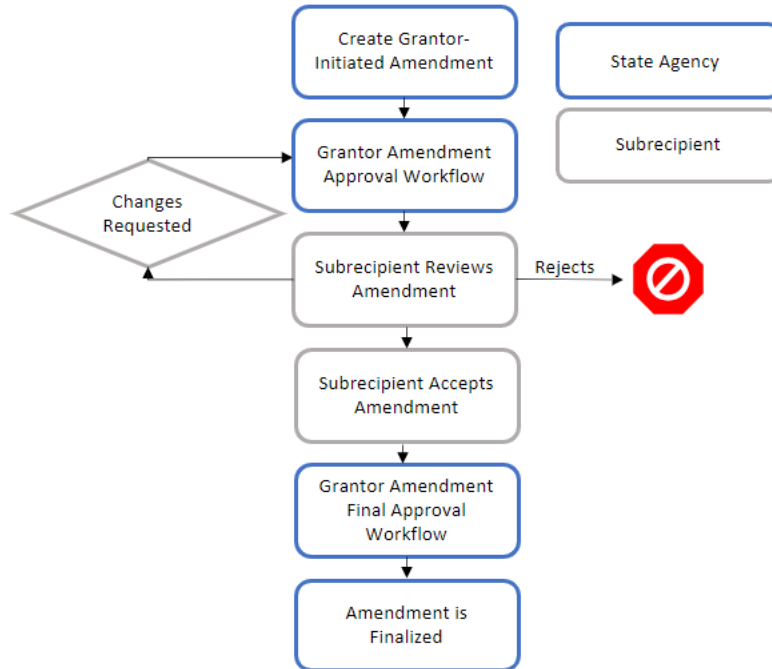 Create Grantor-
Initiated Amendment
State Agency
Grantor Amendment
Approval Workflow
Subrecipient
Changes
Requested
Subrecipient Reviews
Amendment
Rejects
Subrecipient Accepts
Amendment
Grantor Amendment
Final Approval
Workflow
Amendment is
Finalized